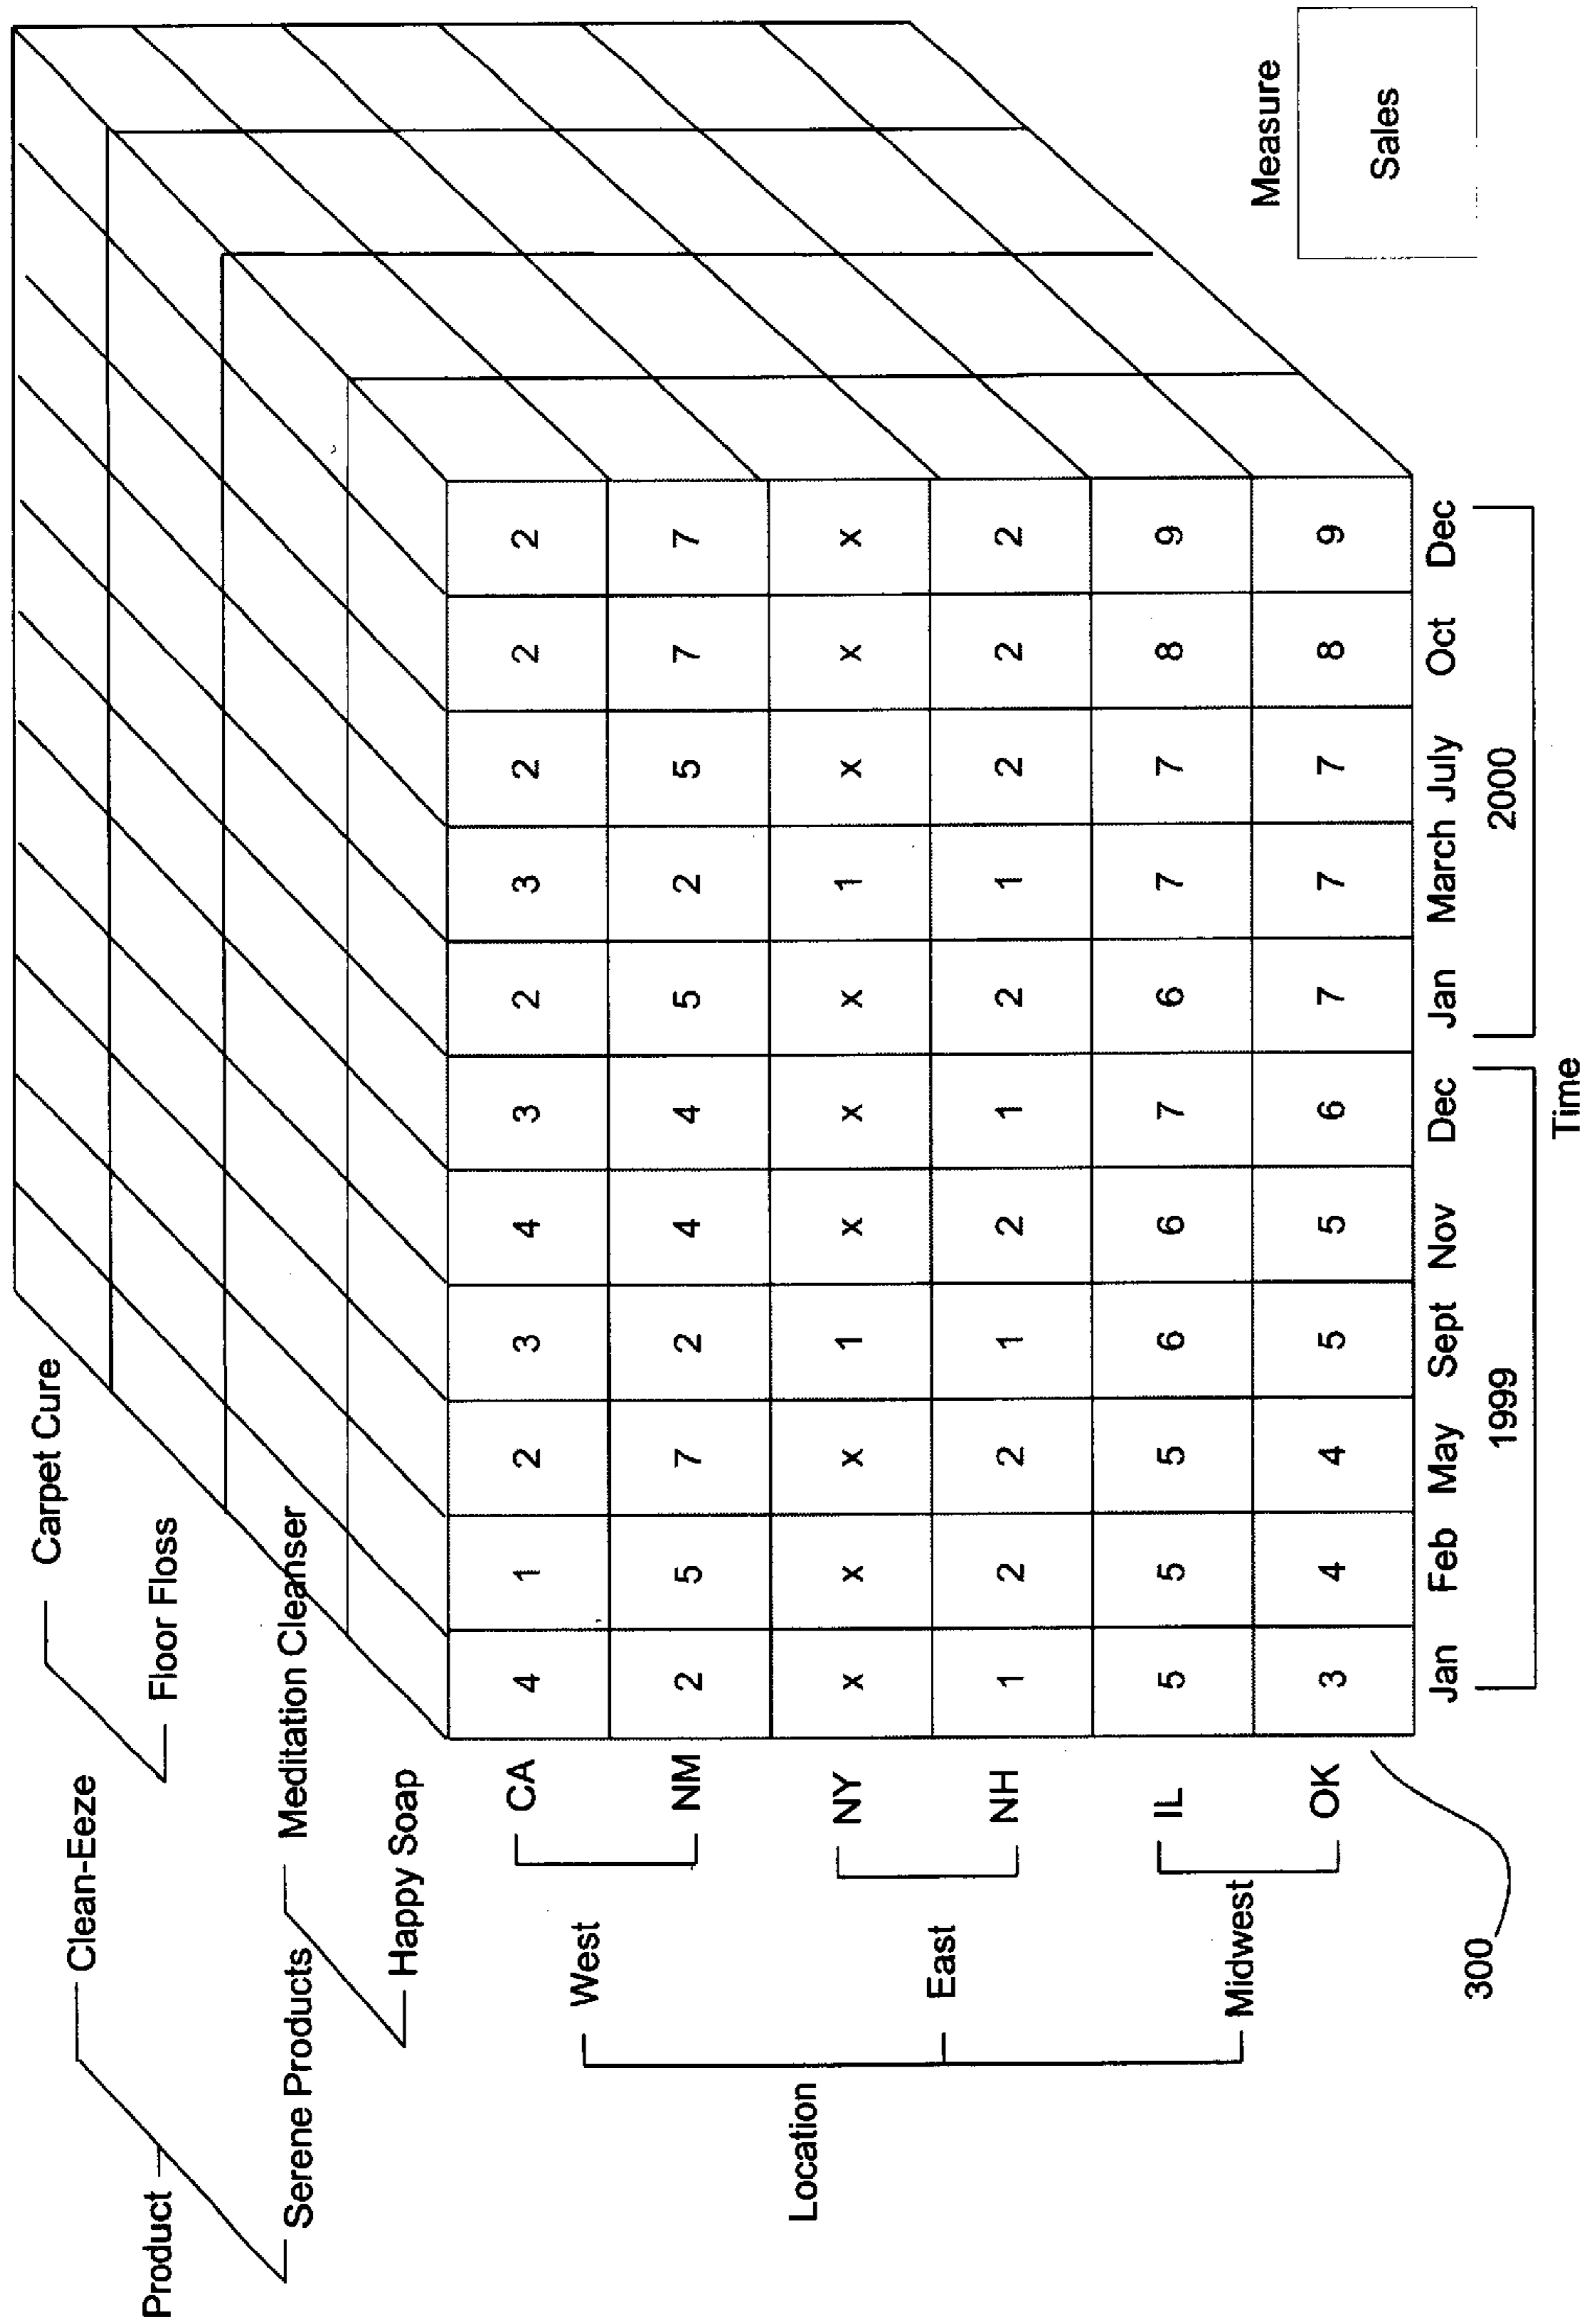 Product
Clean-Eeze
Carpet Cure
Floor Floss
Serene Products
Meditation Cleanser
Happy Soap
Location
West
CA 4 1 2 3 4 3 2 3 2 2 2
NM 2 5 7 2 4 4 5 2 5 7 7
East
NY x x x 1 x x x 1 x x x
NH 1 2 2 1 2 1 2 1 2 2 2
Midwest
IL 5 5 5 6 6 7 6 7 7 8 9
OK 3 4 4 5 5 6 7 7 7 8 9
Jan Feb May Sept Nov Dec Jan March July Oct Dec
1999 2000
Time
300
Measure
Sales